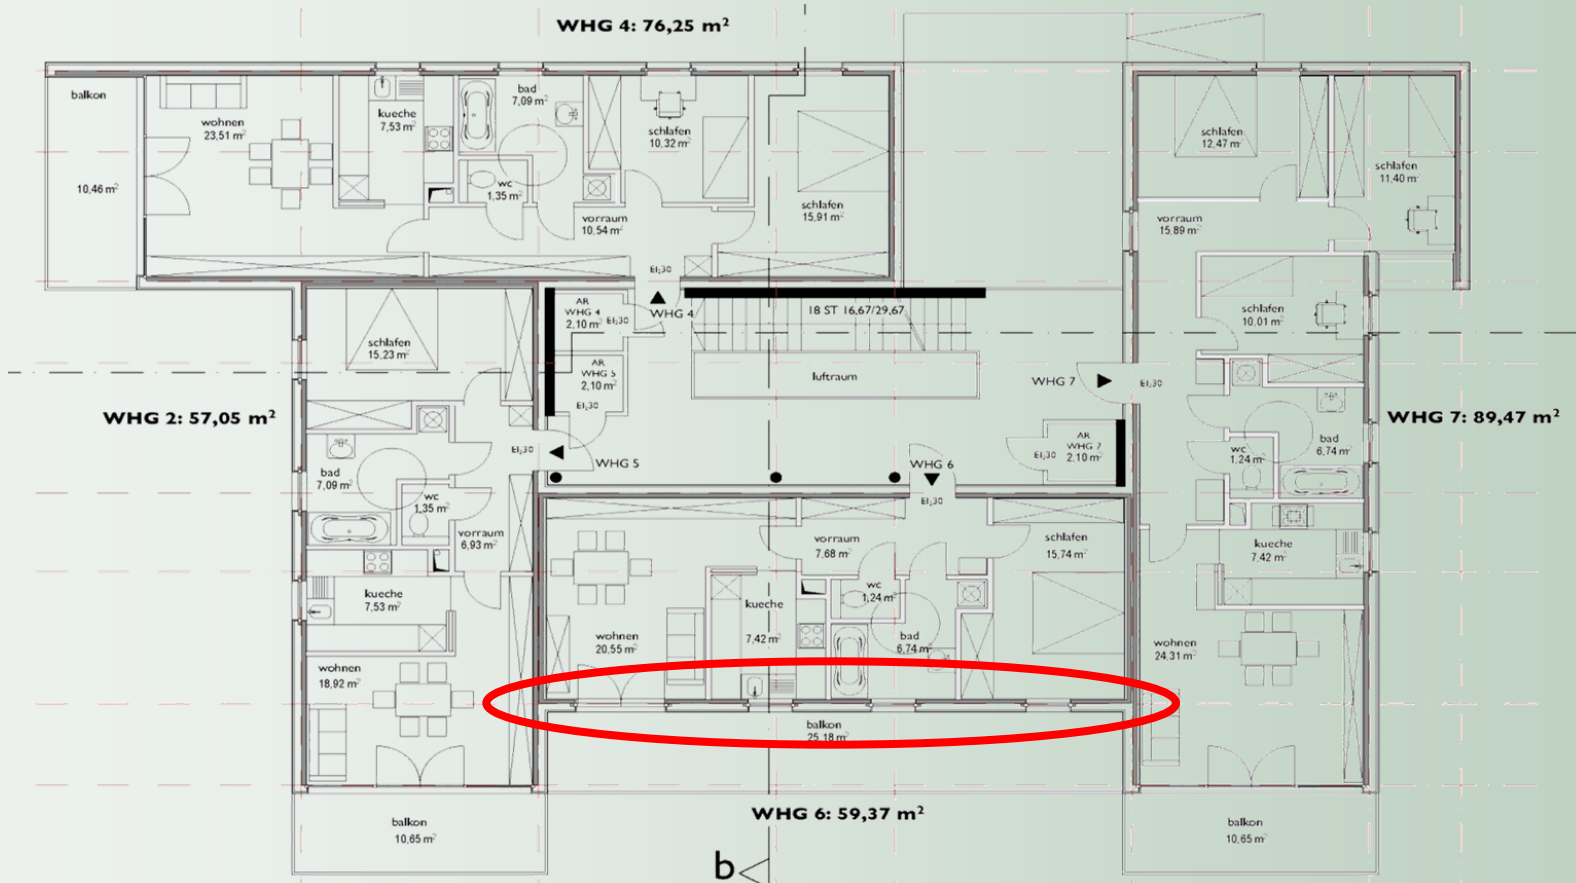 WHG 4: 76,25 m²
balkon
10,46 m²
wohnen
23,51 m²
kueche
7,53 m²
bad
7,09 m²
wc
1,35 m²
schlafen
10,32 m²
vorraum
10,54 m²
schlafen
15,91 m²
schlafen
12,47 m²
schlafen
11,40 m²
vorraum
15,89 m²
schlafen
10.01 m²
EI₂30
AR
WHG 4
2,10 m²
EI₂30
WHG 4
18 ST 16,67/29,67
AR
WHG 5
2,10 m²
EI₂30
luftraum
WHG 7
EI₂30
schlafen
15,23 m²
WHG 2: 57,05 m²
WHG 7: 89,47 m²
EI₂30
WHG 5
WHG 6
EI₂30
EI₂30
AR
WHG 7
2,10 m²
wc
1,24 m²
bad
6,74 m²
bad
7,09 m²
wc
1,35 m²
vorraum
6,93 m²
kueche
7,53 m²
wohnen
18,92 m²
vorraum
7,68 m²
schlafen
15,74 m²
wc
1,24 m²
kueche
7,42 m²
bad
6,74 m²
wohnen
20,55 m²
kueche
7,42 m²
wohnen
24,31 m²
balkon
25,18 m²
WHG 6: 59,37 m²
balkon
10,65 m²
balkon
10,65 m²
b